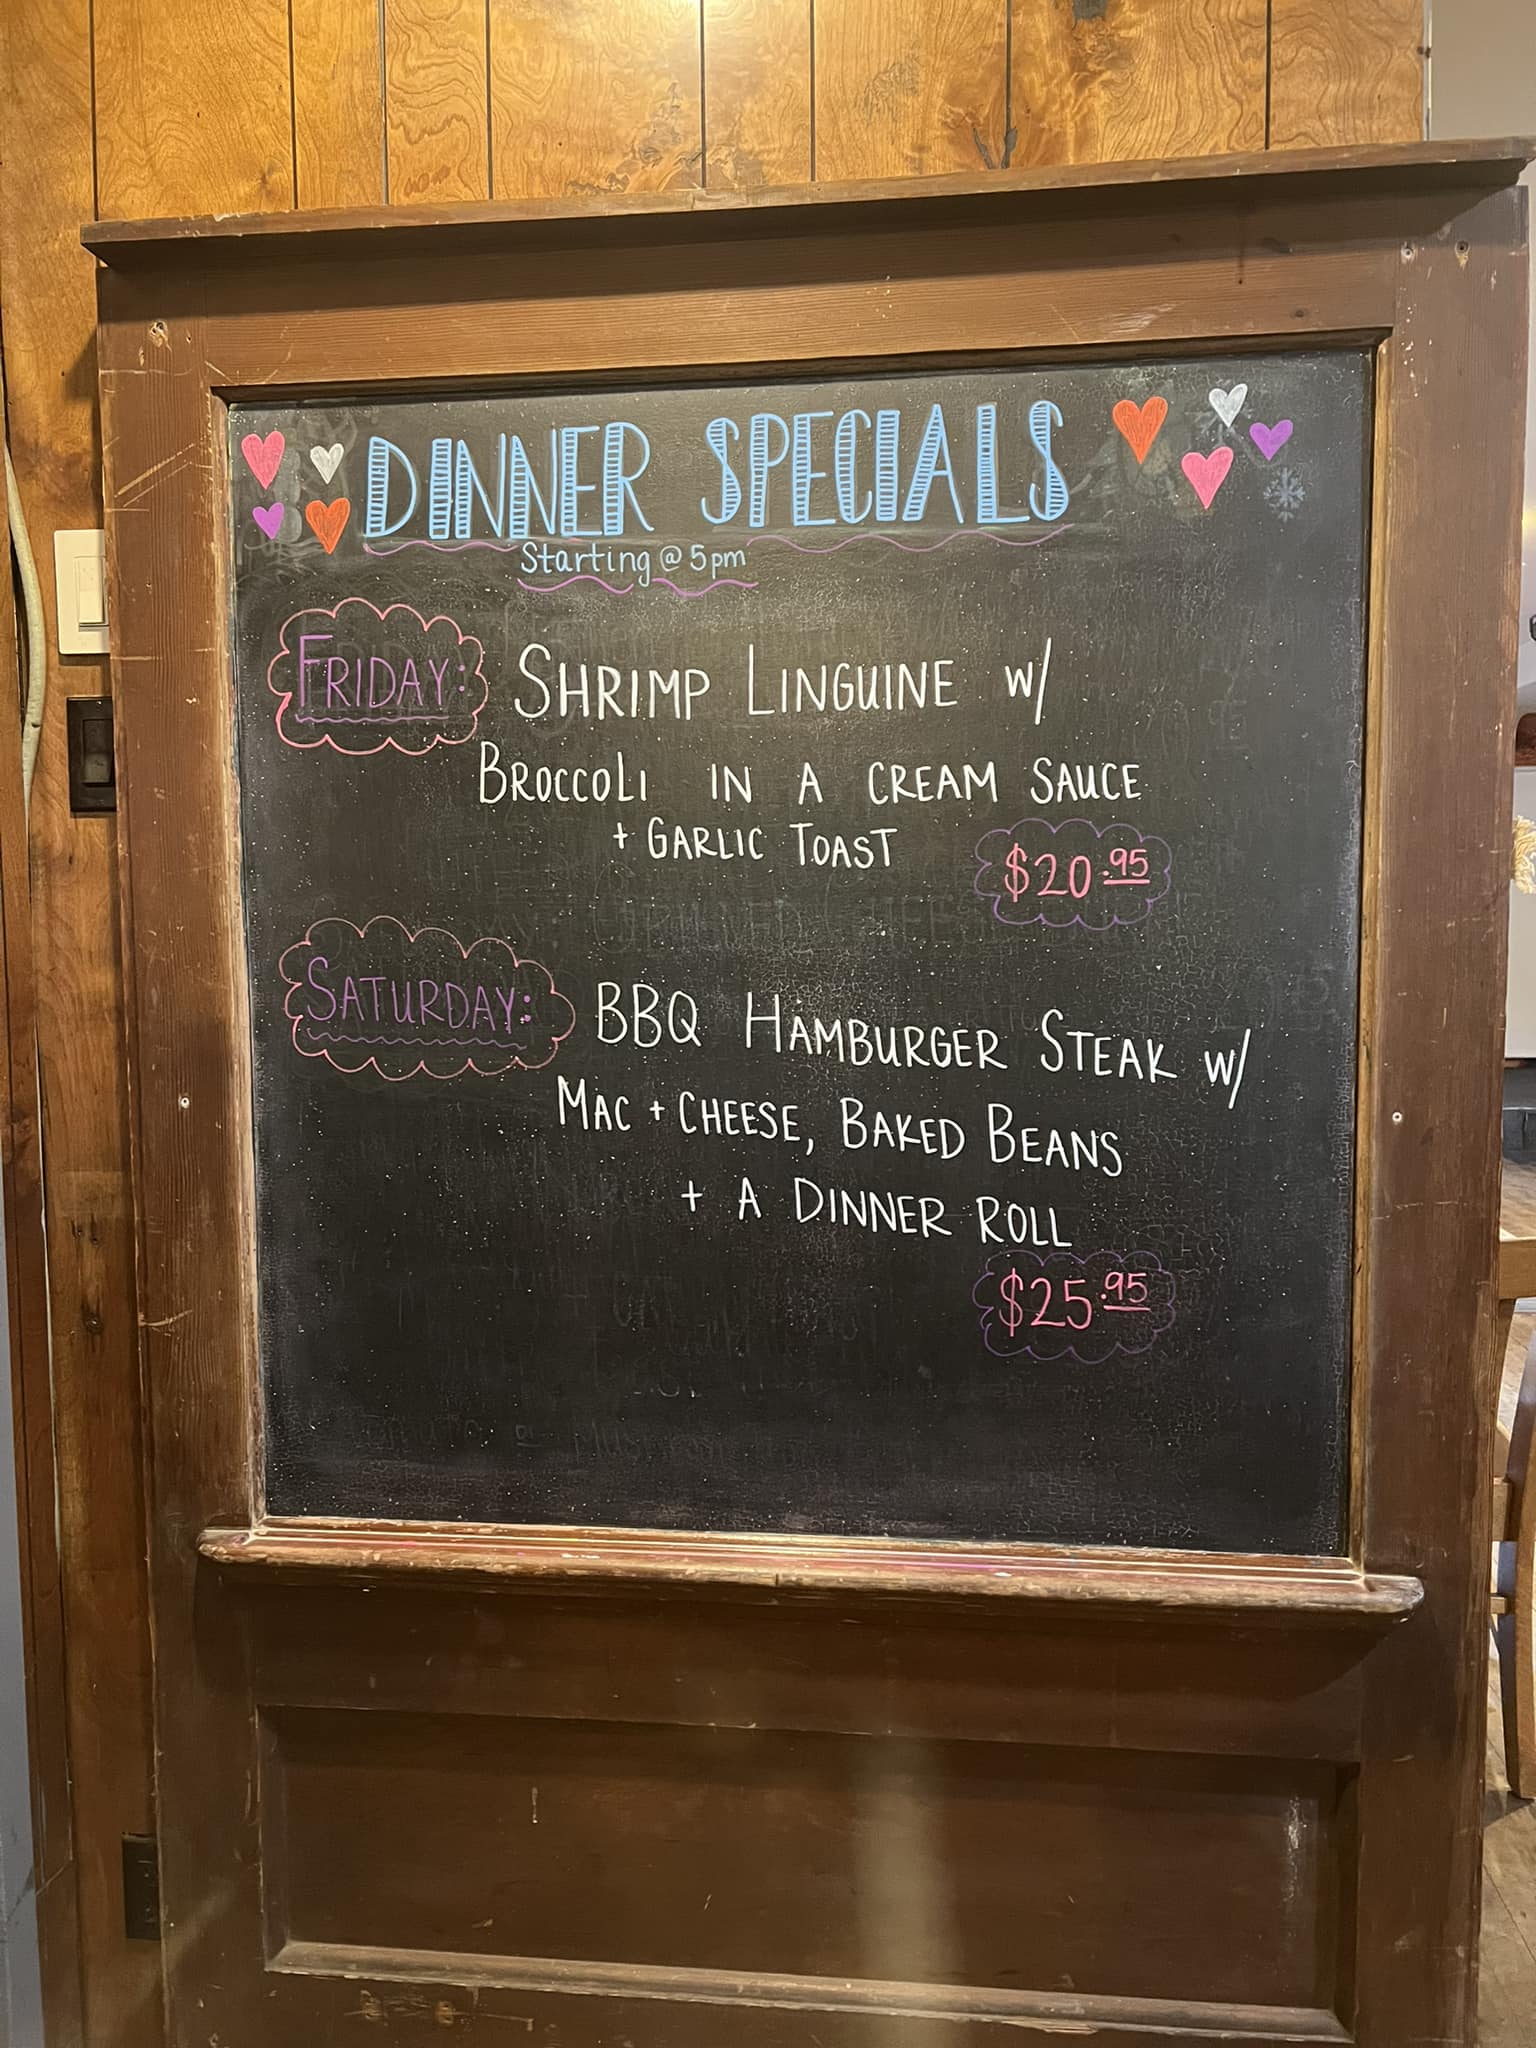 DINNER SPECIALS
Starting @ 5pm
FRIDAY: SHRIMP LINGUINE w/
BROCCOLI IN A CREAM SAUCE
+ GARLIC TOAST $20.95
SATURDAY: BBQ HAMBURGER STEAK w/
MAC + CHEESE, BAKED BEANS
+ A DINNER ROLL
$25.95